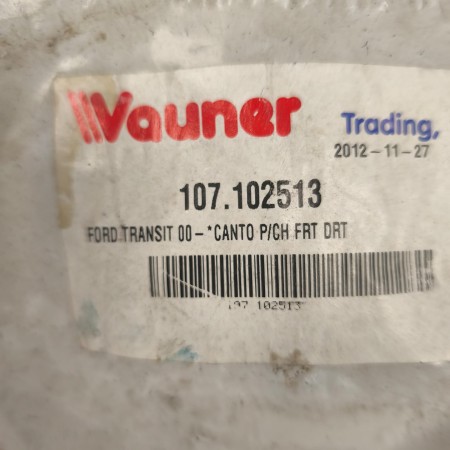 Vauner Trading,
2012-11-27
107.102513
FORD.TRANSIT 00-*CANTO P/CH FRT DRT
107 102513